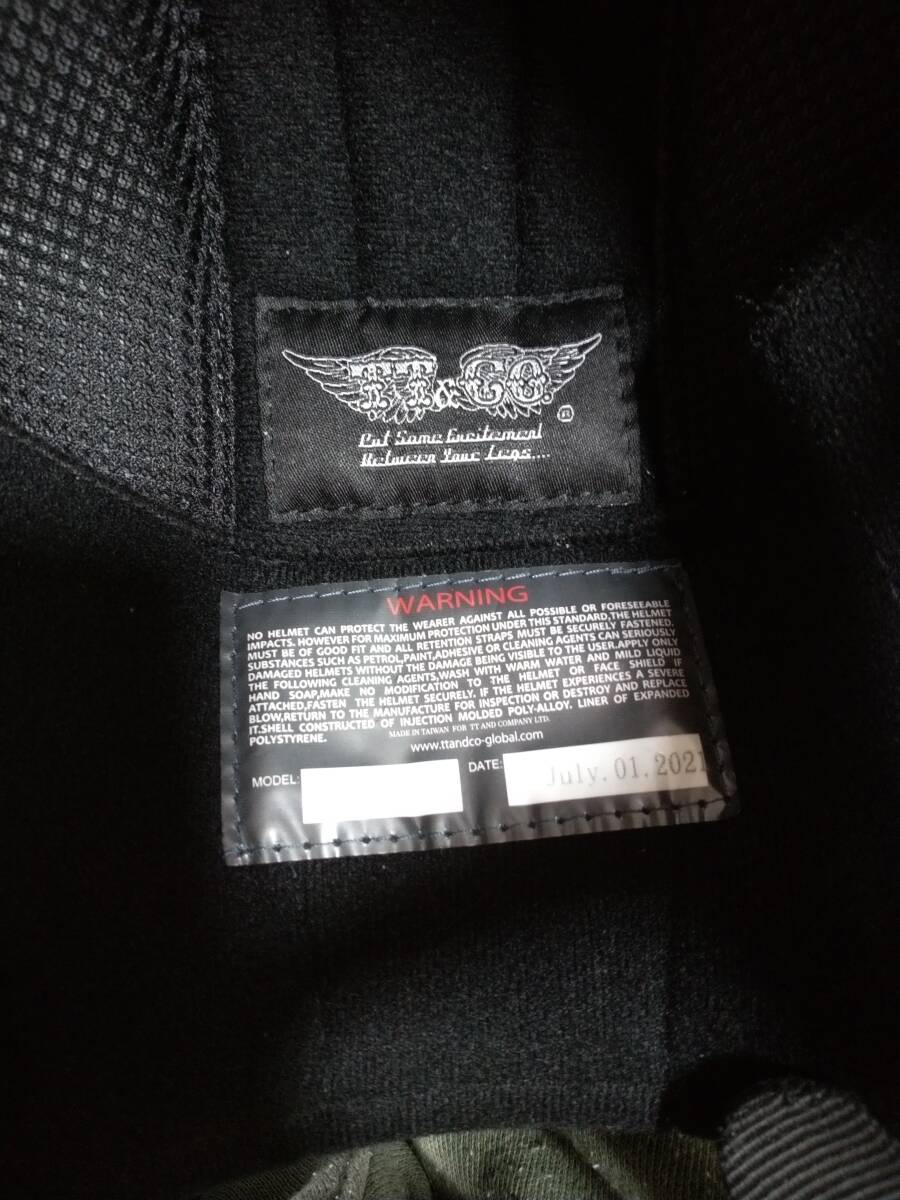 TT&CO.
®
Put Some Excitement
Between Your Legs....
WARNING
NO HELMET CAN PROTECT THE WEARER AGAINST ALL POSSIBLE OR FORESEEABLE
IMPACTS. HOWEVER FOR MAXIMUM PROTECTION UNDER THIS STANDARD,THE HELMET
MUST BE OF GOOD FIT AND ALL RETENTION STRAPS MUST BE SECURELY FASTENED.
SUBSTANCES SUCH AS PETROL,PAINT,ADHESIVE OR CLEANING AGENTS CAN SERIOUSLY
DAMAGED HELMETS WITHOUT THE DAMAGE BEING VISIBLE TO THE USER.APPLY ONLY
THE FOLLOWING CLEANING AGENTS,WASH WITH WARM WATER AND MILD LIQUID
HAND SOAP,MAKE NO MODIFICATION TO THE HELMET OR FACE SHIELD IF
ATTACHED,FASTEN THE HELMET SECURELY. IF THE HELMET EXPERIENCES A SEVERE
BLOW,RETURN TO THE MANUFACTURE FOR INSPECTION OR DESTROY AND REPLACE
IT.SHELL CONSTRUCTED OF INJECTION MOLDED POLY-ALLOY. LINER OF EXPANDED
POLYSTYRENE.
MADE IN TAIWAN FOR TT AND COMPANY LTD.
www.ttandco-global.com
MODEL:
DATE: July.01.2021